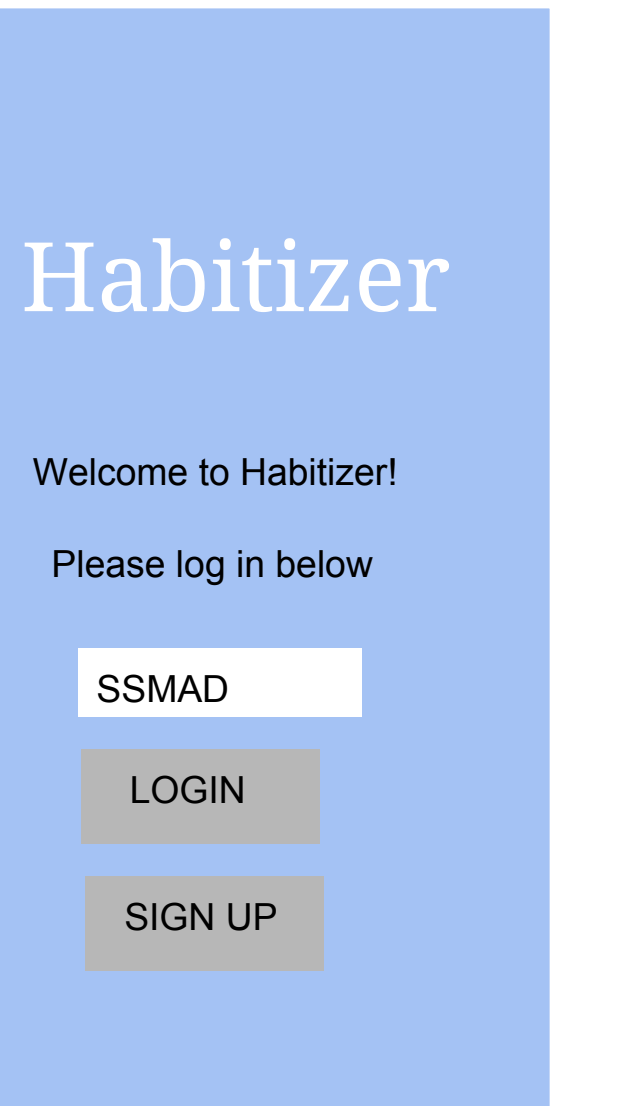 Habitizer
Welcome to Habitizer!
Please log in below
SSMAD
LOGIN
SIGN UP